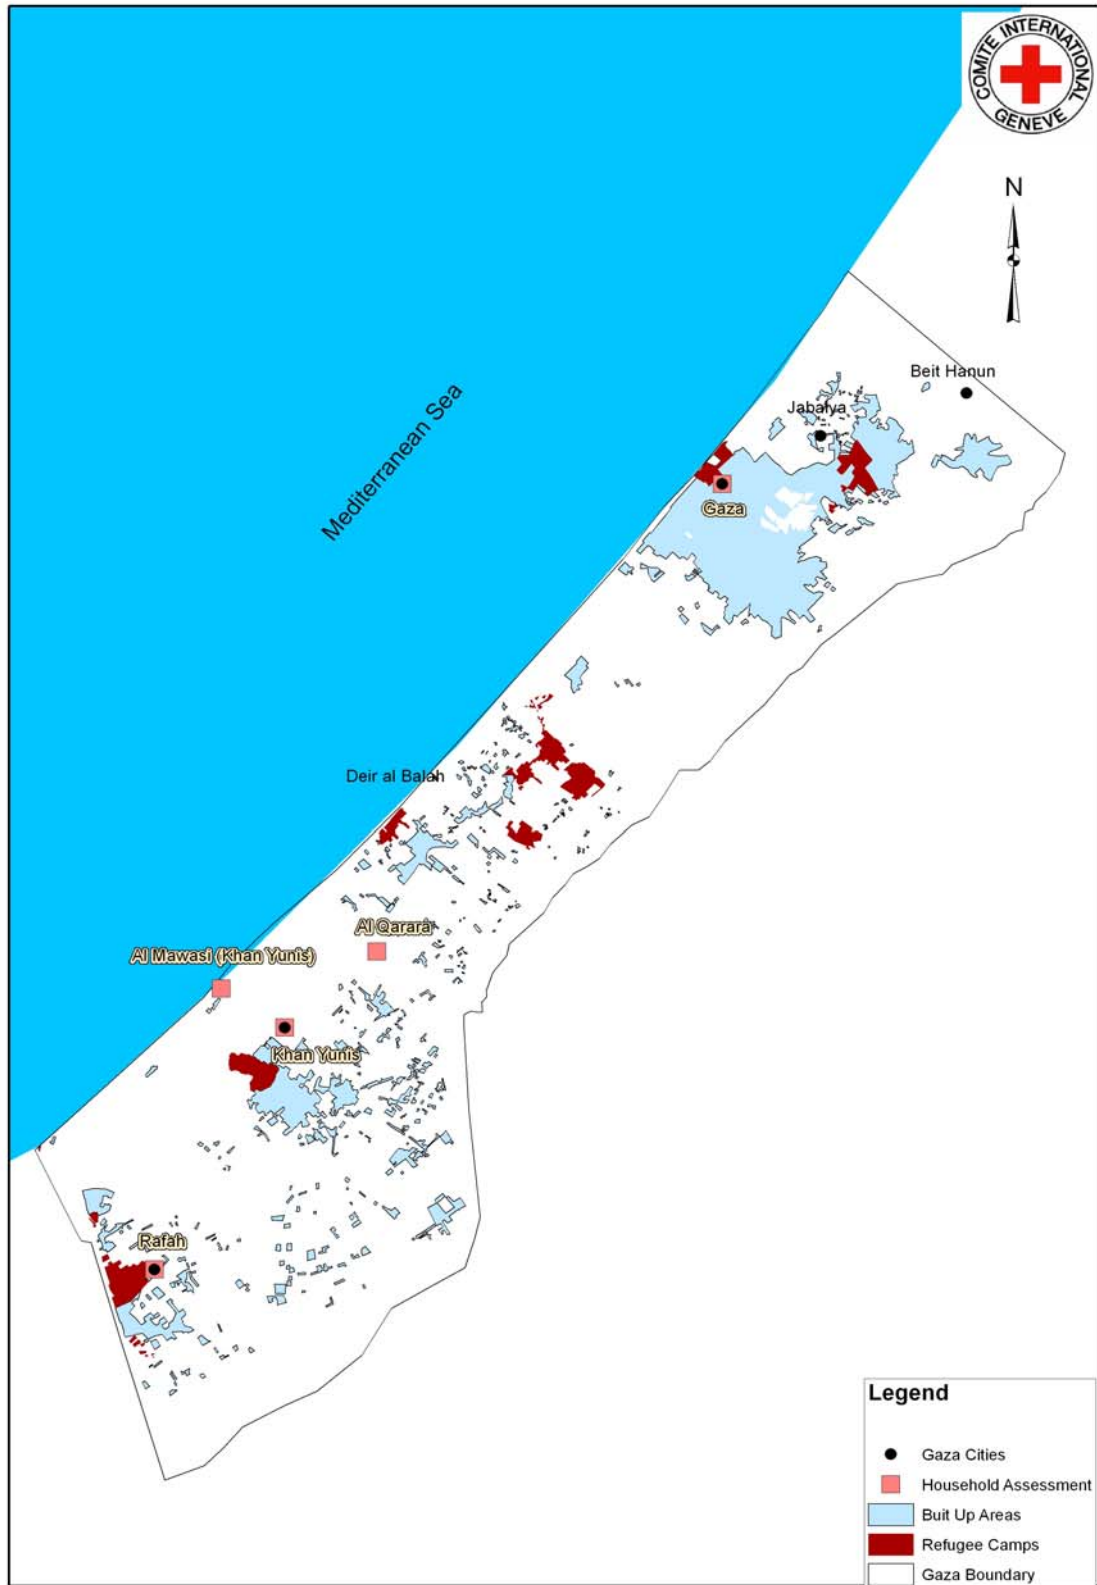 COMITE INTERNATIONAL
GENEVE
N
Mediterranean Sea
Beit Hanun
Jabalya
Gaza
Deir al Balah
Al Qarara
Al Mawasi (Khan Yunis)
Khan Yunis
Rafah
Legend
Gaza Cities
Household Assessment
Buit Up Areas
Refugee Camps
Gaza Boundary